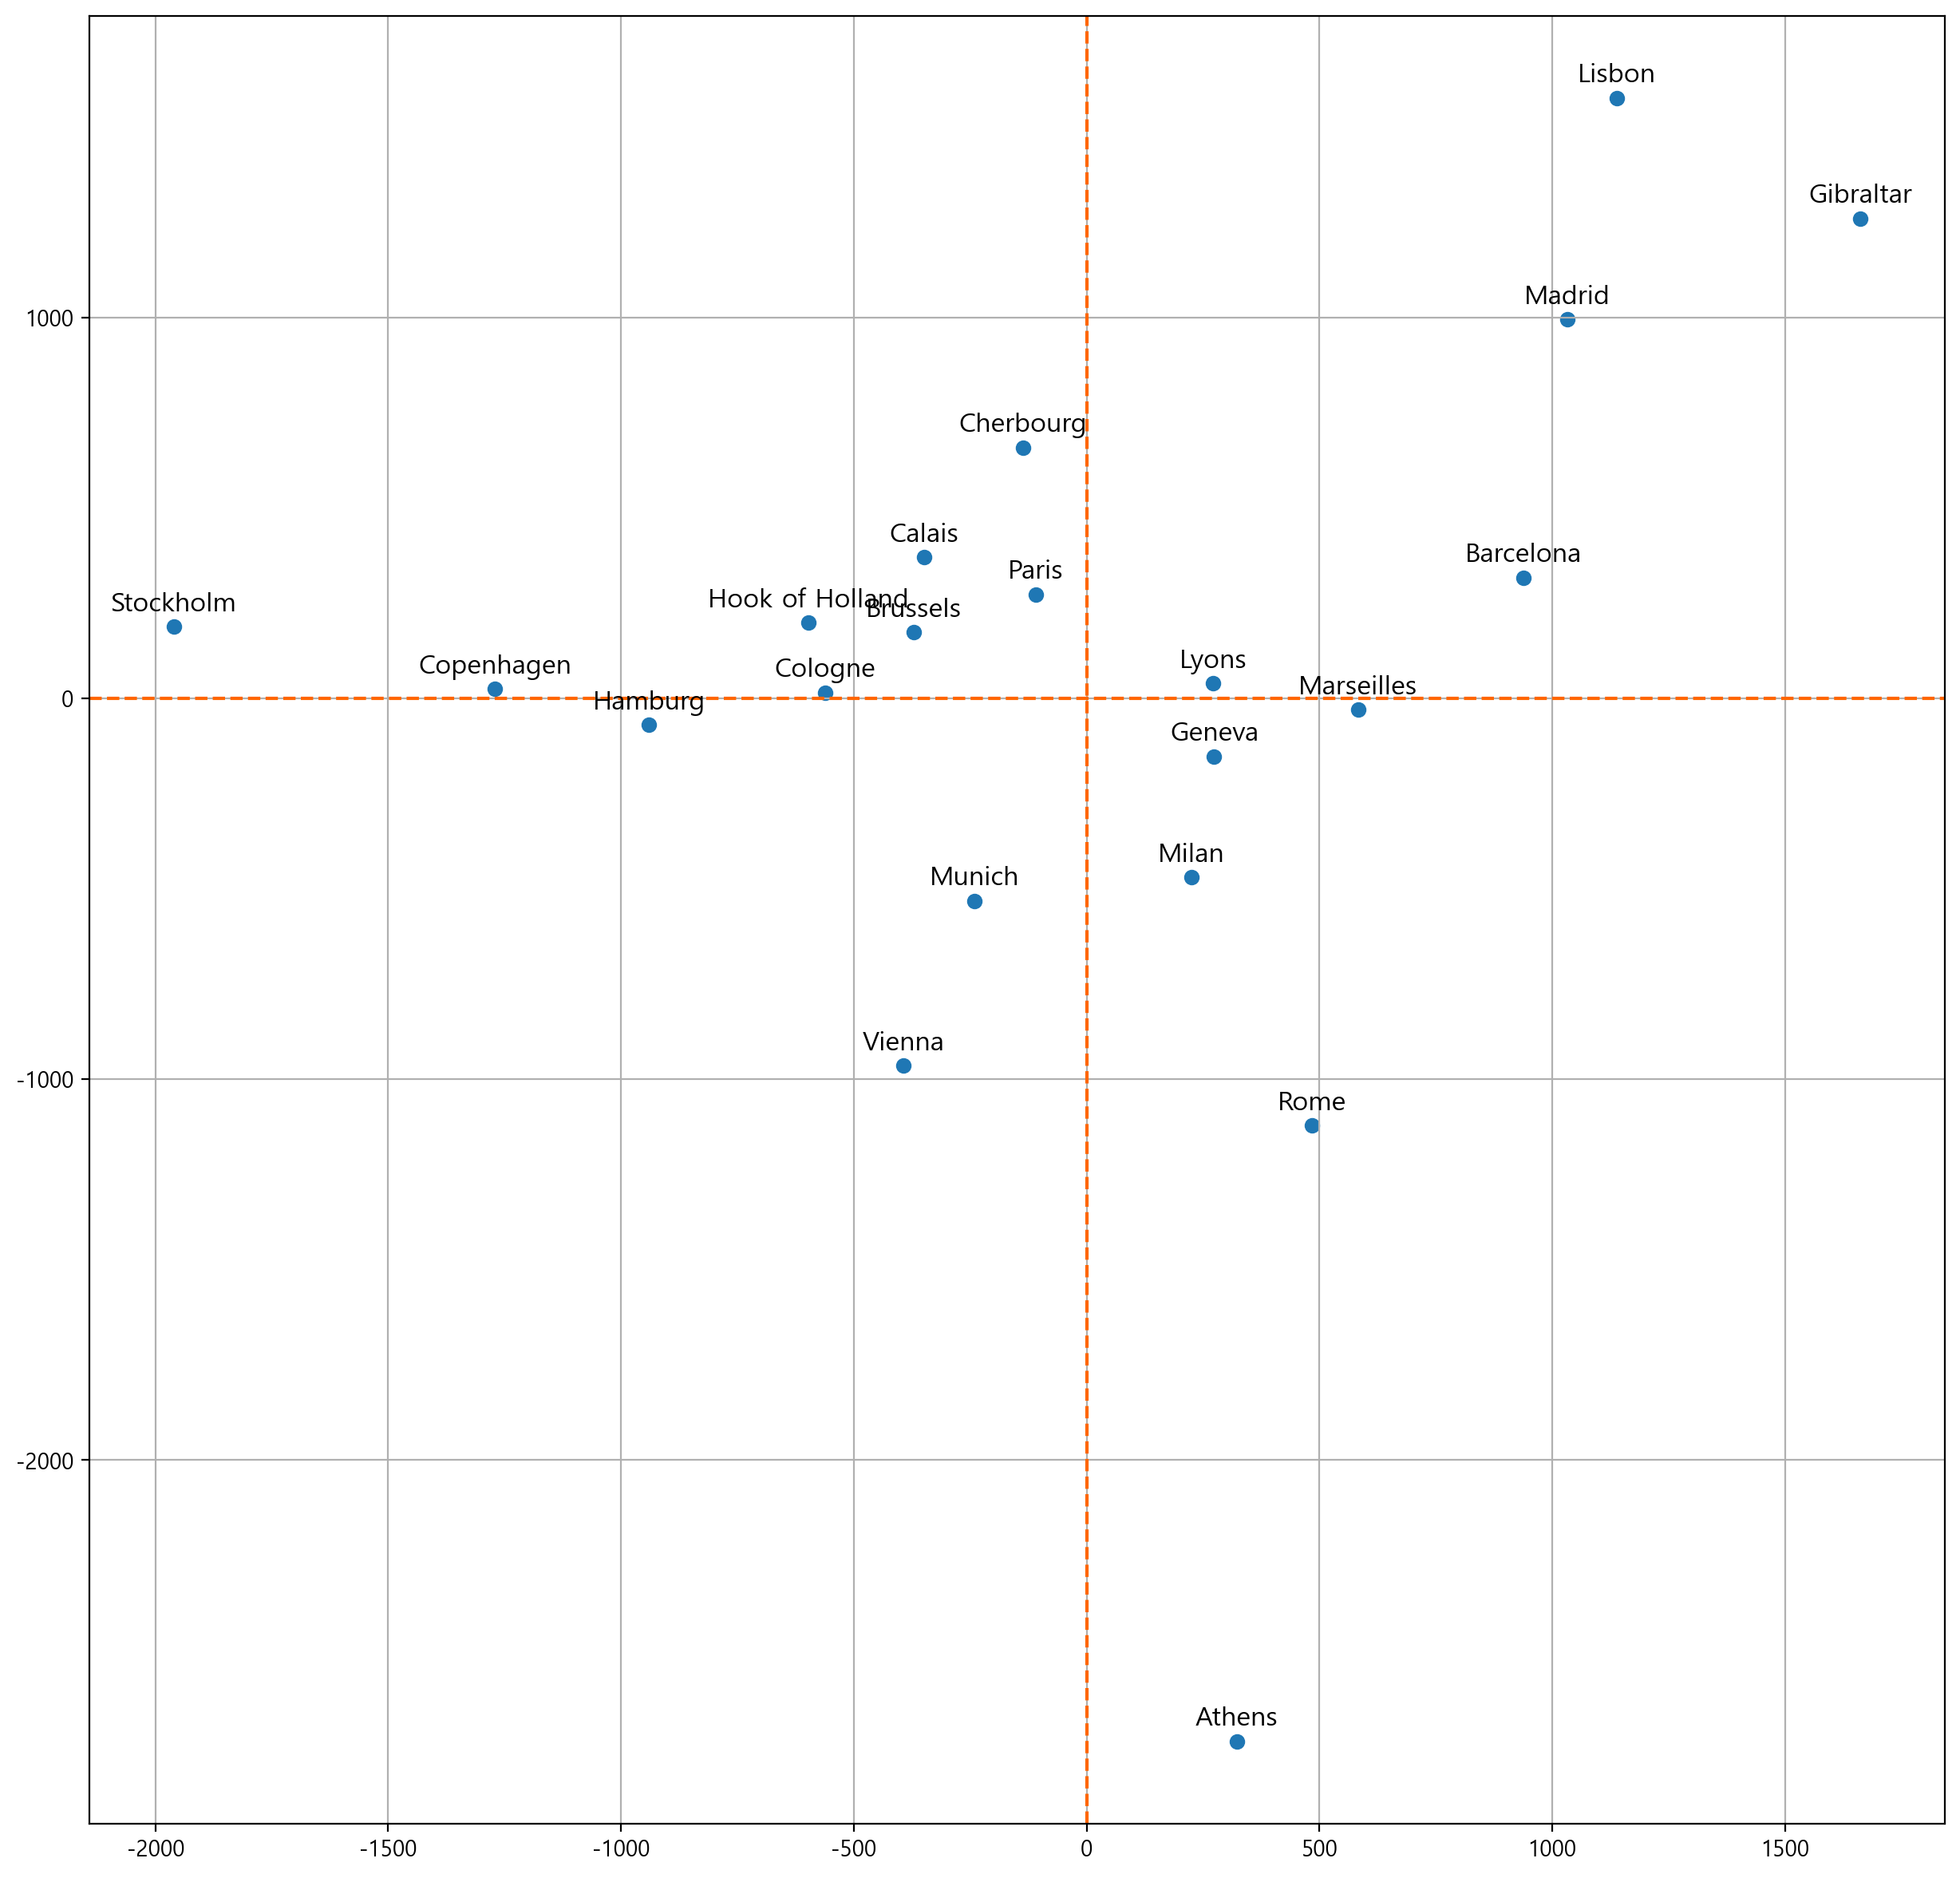 Lisbon
Gibraltar
Madrid
1000
Cherbourg
Calais
Barcelona
Paris
Hook of Holland
Stockholm
Brussels
Copenhagen
Cologne
Lyons
Marseilles
0
Hamburg
Geneva
Milan
Munich
Vienna
-1000
Rome
-2000
Athens
-2000 -1500 -1000 -500 0 500 1000 1500